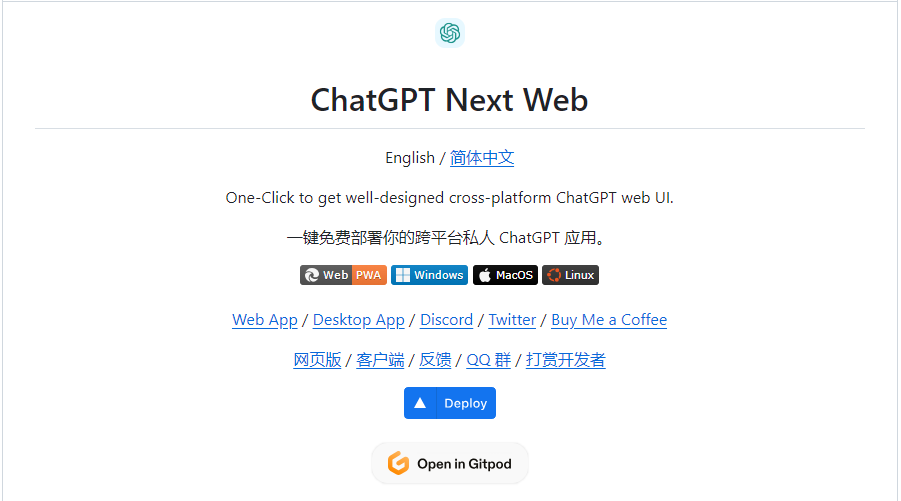 ChatGPT Next Web
English / 简体中文
One-Click to get well-designed cross-platform ChatGPT web UI.
一键免费部署你的跨平台私人 ChatGPT 应用。
Web PWA Windows MacOS Linux
Web App / Desktop App / Discord / Twitter / Buy Me a Coffee
网页版 / 客户端 / 反馈 / QQ 群 / 打赏开发者
Deploy
Open in Gitpod